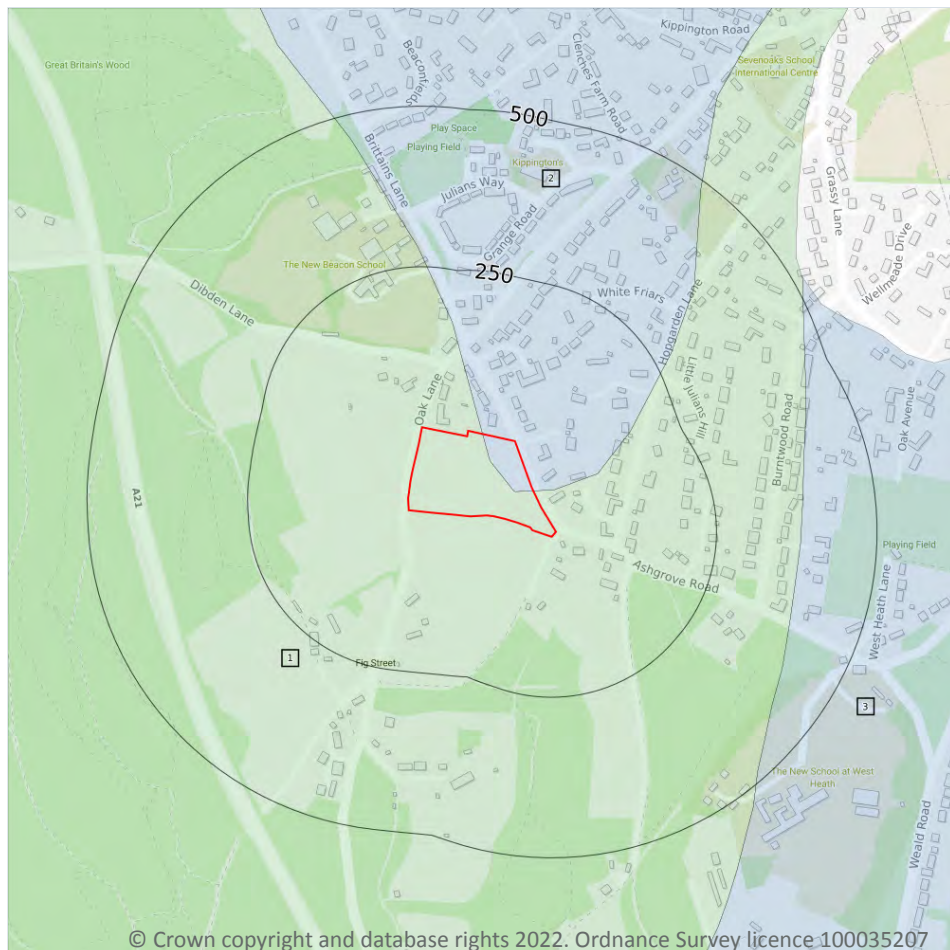 Kippington Road
Great Britain's Wood
Beaconfields
Clenches Farm Road
Sevenoaks School
International Centre
500
Play Space
Playing Field
Brittains Lane
Kippington's
2
Julians Way
Grange Road
Grassy Lane
Wellmeade Drive
The New Beacon School
250
Dibden Lane
White Friars
Hopgarden Lane
Oak Lane
Little Julians Hill
Burntwood Road
Oak Avenue
A21
Playing Field
Ashgrove Road
West Heath Lane
1
Fig Street
3
The New School at West
Heath
Weald Road
© Crown copyright and database rights 2022. Ordnance Survey licence 100035207